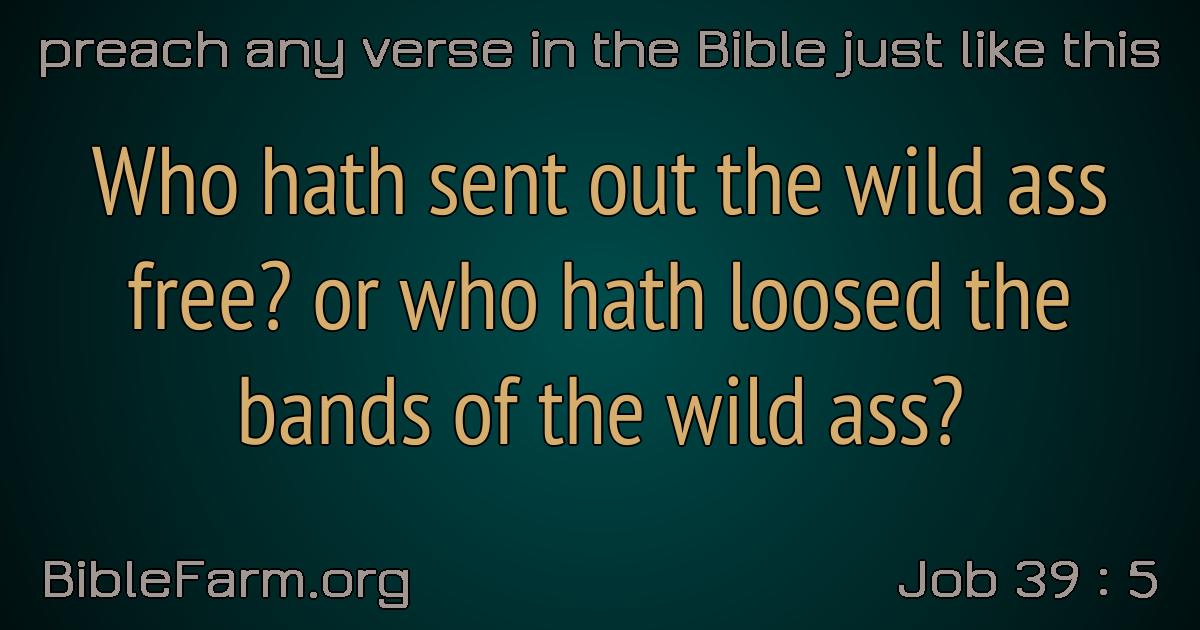 preach any verse in the Bible just like this
Who hath sent out the wild ass
free? or who hath loosed the
bands of the wild ass?
BibleFarm.org
Job 39 : 5